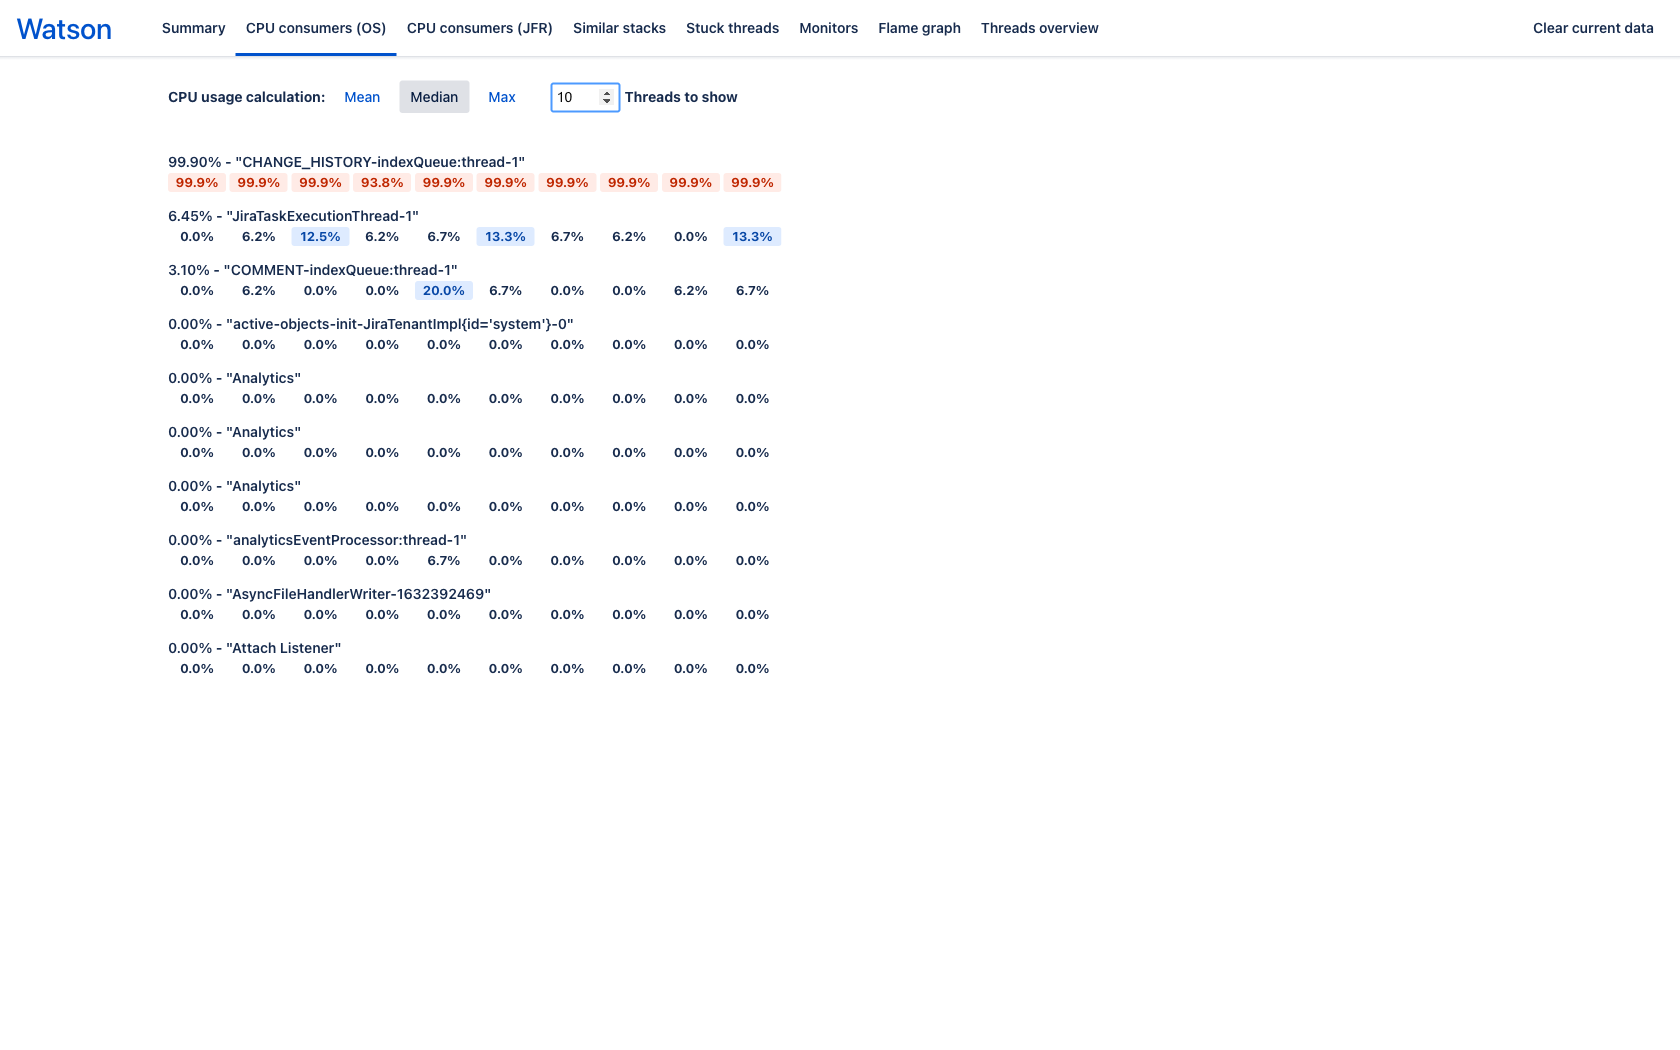 Watson Summary CPU consumers (OS) CPU consumers (JFR) Similar stacks Stuck threads Monitors Flame graph Threads overview Clear current data
CPU usage calculation: Mean Median Max 10 Threads to show
99.90% - "CHANGE_HISTORY-indexQueue:thread-1"
99.9% 99.9% 99.9% 93.8% 99.9% 99.9% 99.9% 99.9% 99.9% 99.9%
6.45% - "JiraTaskExecutionThread-1"
0.0% 6.2% 12.5% 6.2% 6.7% 13.3% 6.7% 6.2% 0.0% 13.3%
3.10% - "COMMENT-indexQueue:thread-1"
0.0% 6.2% 0.0% 0.0% 20.0% 6.7% 0.0% 0.0% 6.2% 6.7%
0.00% - "active-objects-init-JiraTenantImpl{id='system'}-0"
0.0% 0.0% 0.0% 0.0% 0.0% 0.0% 0.0% 0.0% 0.0% 0.0%
0.00% - "Analytics"
0.0% 0.0% 0.0% 0.0% 0.0% 0.0% 0.0% 0.0% 0.0% 0.0%
0.00% - "Analytics"
0.0% 0.0% 0.0% 0.0% 0.0% 0.0% 0.0% 0.0% 0.0% 0.0%
0.00% - "Analytics"
0.0% 0.0% 0.0% 0.0% 0.0% 0.0% 0.0% 0.0% 0.0% 0.0%
0.00% - "analyticsEventProcessor:thread-1"
0.0% 0.0% 0.0% 0.0% 6.7% 0.0% 0.0% 0.0% 0.0% 0.0%
0.00% - "AsyncFileHandlerWriter-1632392469"
0.0% 0.0% 0.0% 0.0% 0.0% 0.0% 0.0% 0.0% 0.0% 0.0%
0.00% - "Attach Listener"
0.0% 0.0% 0.0% 0.0% 0.0% 0.0% 0.0% 0.0% 0.0% 0.0%